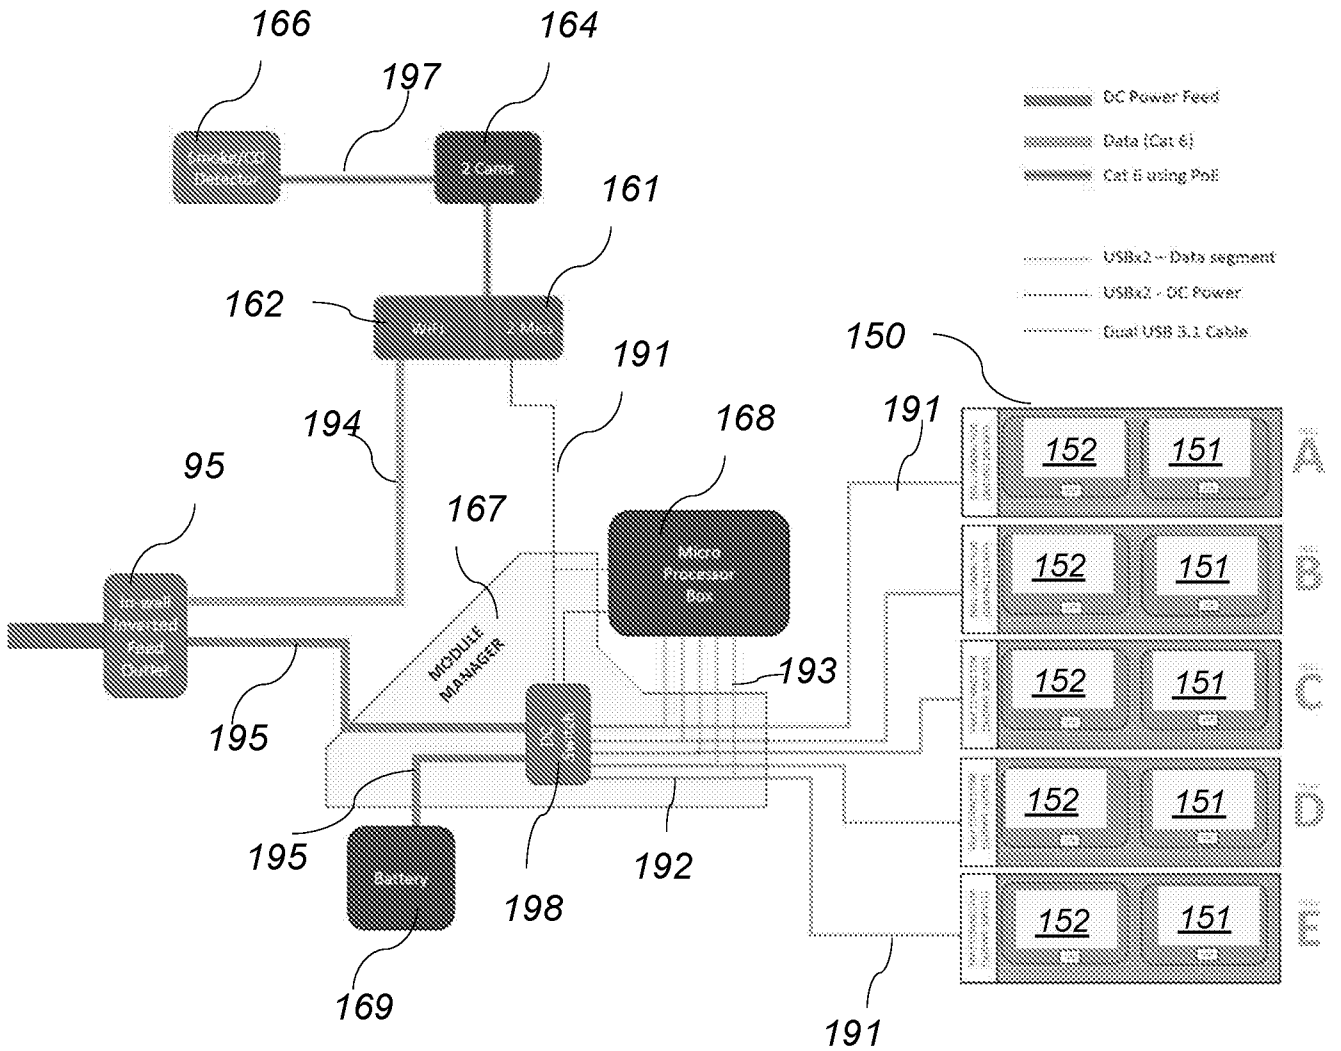 166
164
197
DC Power Feed
Data (Cat 6)
Smoke/CO
Detector
2 Cams
Cat 6 using PoE
161
USBx2 – Data segment
162
USBx2 - DC Power
Dual USB 3.1 Cable
150
191
191
168
194
152 151 A
95
167
Micro
Processor
Box
152 151 B
MODULE
MANAGER
193
152 151 C
195
198
152 151 D
195
192
Battery
152 151 E
169
191